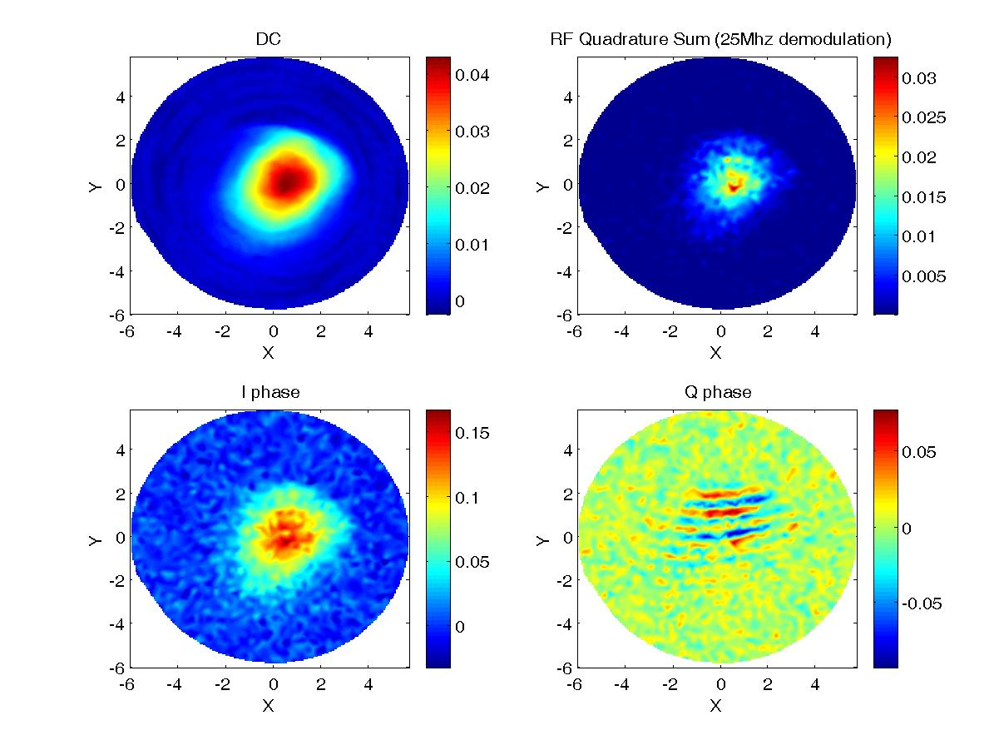 DC
4
2
0
-2
-4
-6
Y
-6 -4 -2 0 2 4
X
0.04
0.03
0.02
0.01
0
RF Quadrature Sum (25Mhz demodulation)
4
2
0
-2
-4
-6
Y
-6 -4 -2 0 2 4
X
0.03
0.025
0.02
0.015
0.01
0.005
I phase
4
2
0
-2
-4
-6
Y
-6 -4 -2 0 2 4
X
0.15
0.1
0.05
0
Q phase
4
2
0
-2
-4
-6
Y
-6 -4 -2 0 2 4
X
0.05
0
-0.05